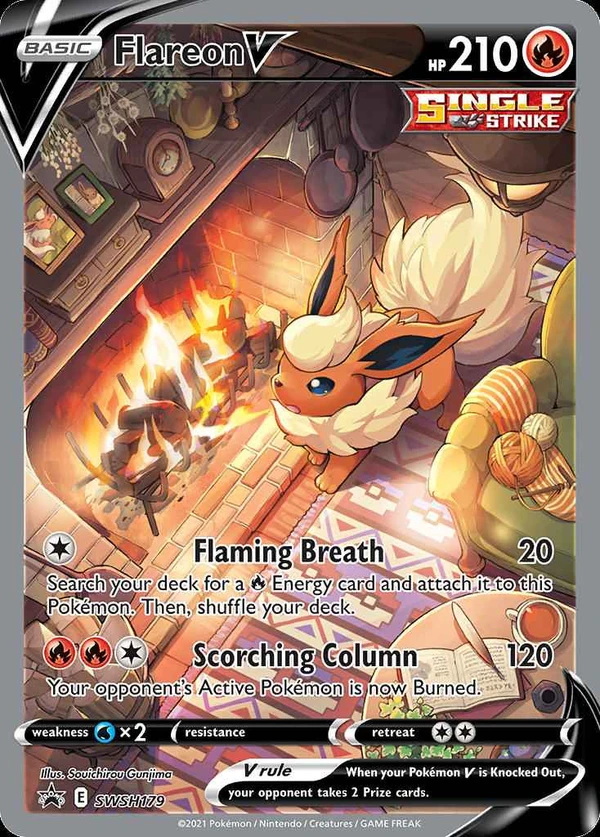 BASIC Flareon V HP 210
SINGLE STRIKE
Flaming Breath 20
Search your deck for a Energy card and attach it to this
Pokémon. Then, shuffle your deck.
Scorching Column 120
Your opponent's Active Pokémon is now Burned.
weakness ×2 resistance retreat
Illus. Souichirou Gunjima
V rule When your Pokémon V is Knocked Out,
your opponent takes 2 Prize cards.
E SWSH179
©2021 Pokémon / Nintendo / Creatures / GAME FREAK